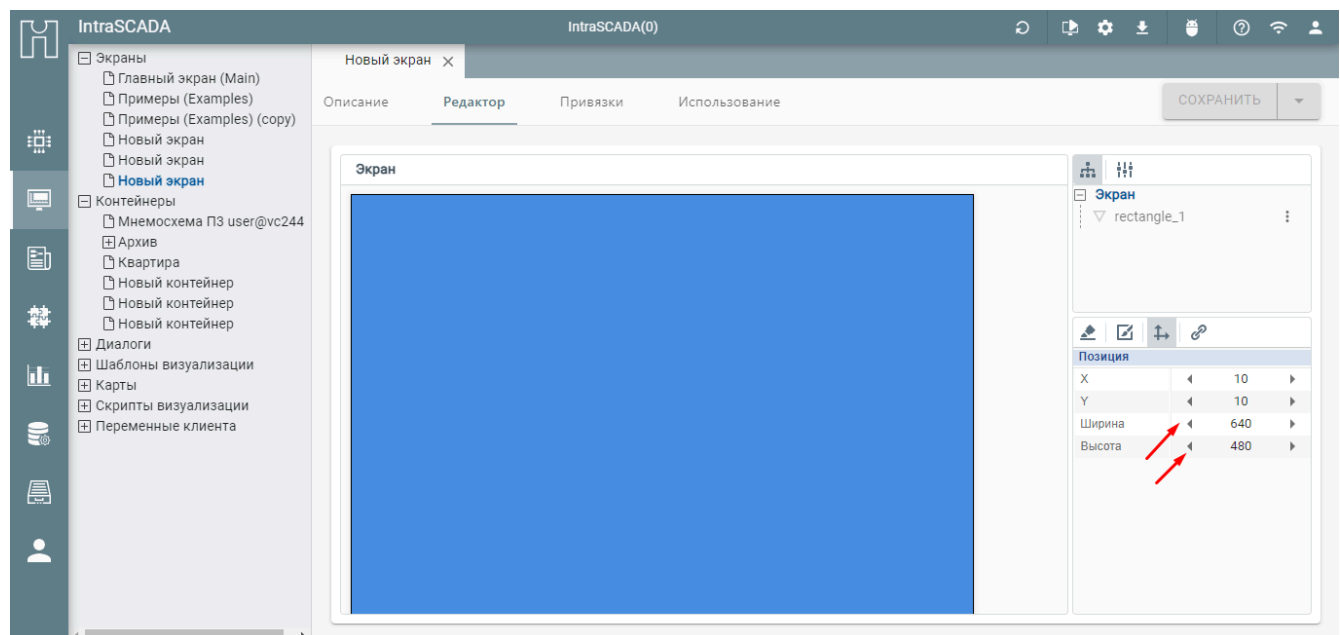 IntraSCADA
IntraSCADA(0)
Экраны
Главный экран (Main)
Примеры (Examples)
Примеры (Examples) (copy)
Новый экран
Новый экран
Новый экран
Контейнеры
Мнемосхема ПЗ user@vc244
Архив
Квартира
Новый контейнер
Новый контейнер
Новый контейнер
Диалоги
Шаблоны визуализации
Карты
Скрипты визуализации
Переменные клиента
Новый экран
Описание Редактор Привязки Использование
СОХРАНИТЬ
Экран
Экран
rectangle_1
Позиция
X 10
Y 10
Ширина 640
Высота 480